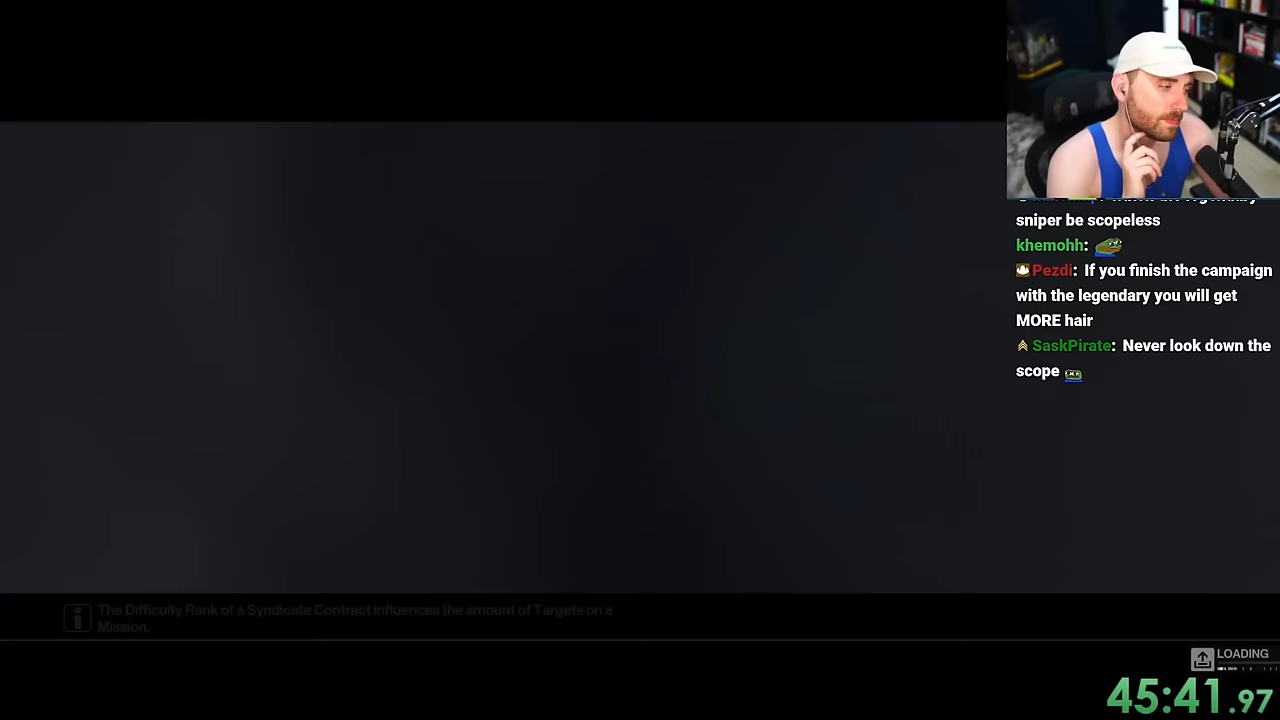 sniper be scopeless
khemohh:
Pezdi: If you finish the campaign
with the legendary you will get
MORE hair
SaskPirate: Never look down the
scope
The Difficulty Rank of a Syndicate Contract influences the amount of Targets on a
Mission.
LOADING
45:41.97